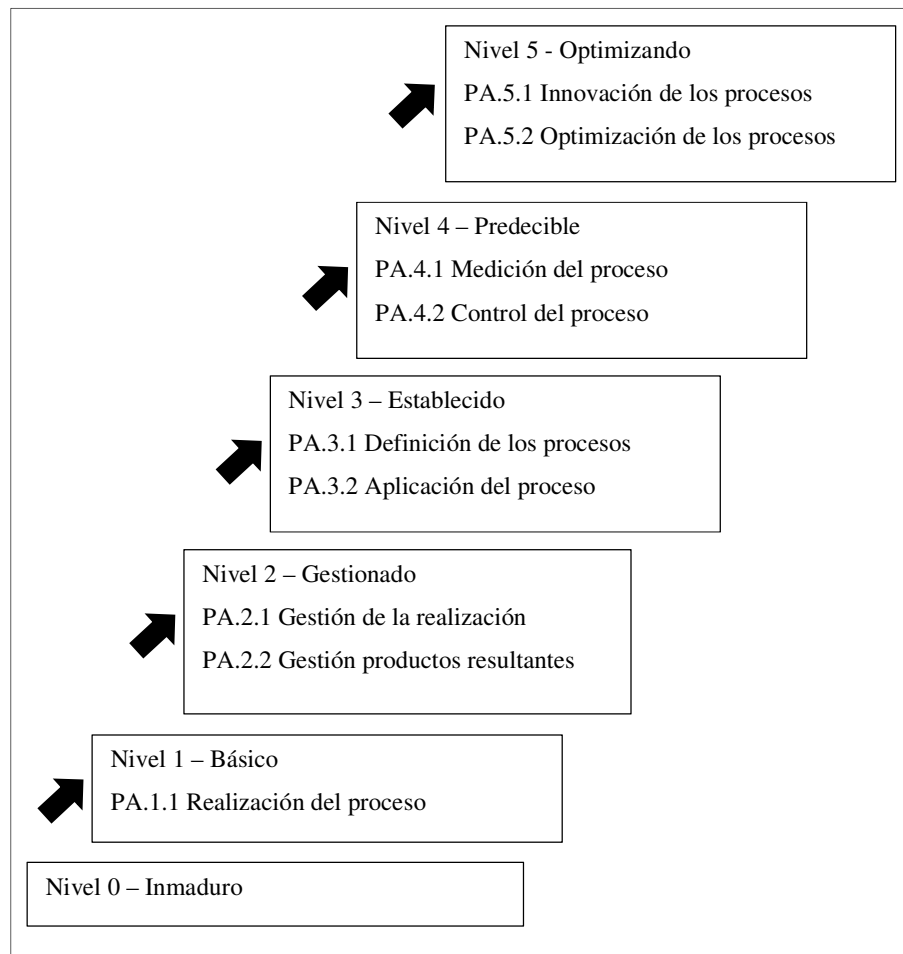 Nivel 5 - Optimizando
PA.5.1 Innovación de los procesos
PA.5.2 Optimización de los procesos
Nivel 4 – Predecible
PA.4.1 Medición del proceso
PA.4.2 Control del proceso
Nivel 3 – Establecido
PA.3.1 Definición de los procesos
PA.3.2 Aplicación del proceso
Nivel 2 – Gestionado
PA.2.1 Gestión de la realización
PA.2.2 Gestión productos resultantes
Nivel 1 – Básico
PA.1.1 Realización del proceso
Nivel 0 – Inmaduro